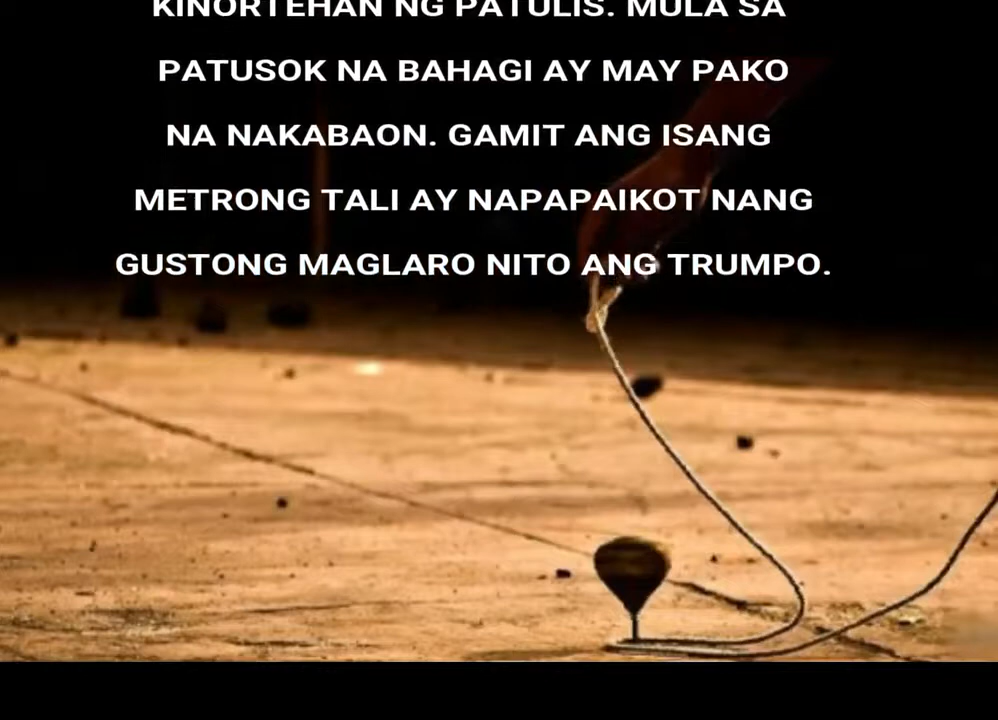 KINORTEHAN NG PATULIS. MULA SA
PATUSOK NA BAHAGI AY MAY PAKO
NA NAKABAON. GAMIT ANG ISANG
METRONG TALI AY NAPAPAIKOT NANG
GUSTONG MAGLARO NITO ANG TRUMPO.